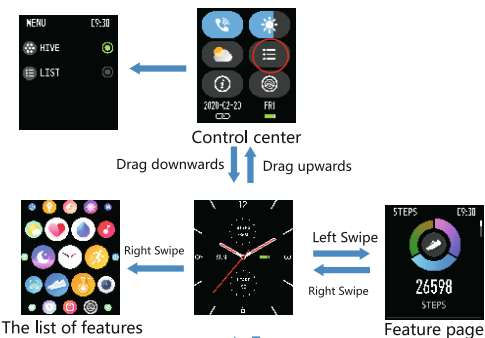 MENU
09:30
HIVE
LIST
2020-02-20
FRI
Control center
Drag downwards
Drag upwards
Right Swipe
12
Left Swipe
Right Swipe
STEPS
09:30
26598
STEPS
The list of features
Feature page